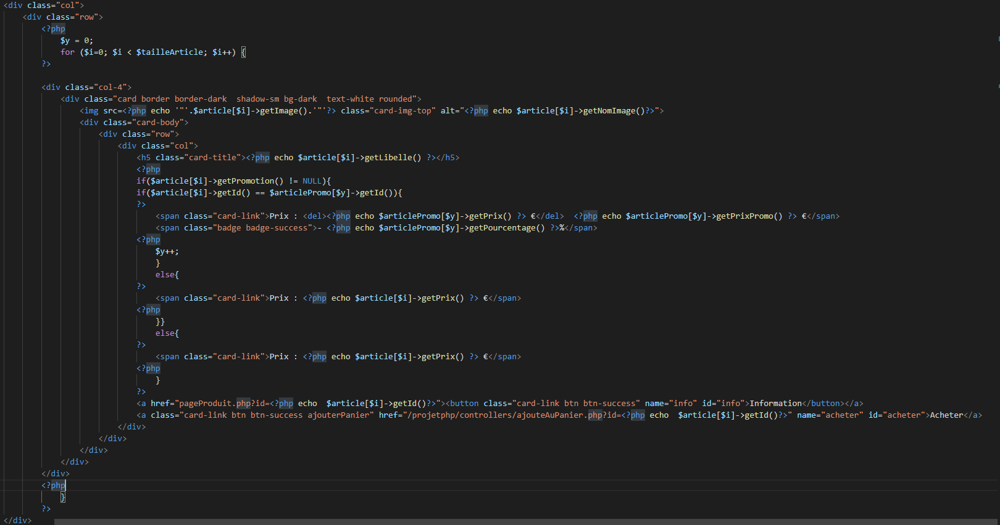 <div class="col">
<div class="row">
<?php
$y = 0;
for ($i=0; $i < $tailleArticle; $i++) {
?>
<div class="col-4">
<div class="card border border-dark  shadow-sm bg-dark  text-white rounded">
<img src=<?php echo '"'.$article[$i]->getImage().'"'?> class="card-img-top" alt="<?php echo $article[$i]->getNomImage()?>">
<div class="card-body">
<div class="row">
<div class="col">
<h5 class="card-title"><?php echo $article[$i]->getLibelle() ?></h5>
<?php
if($article[$i]->getPromotion() != NULL){
if($article[$i]->getId() == $articlePromo[$y]->getId()){
?>
<span class="card-link">Prix : <del><?php echo $articlePromo[$y]->getPrix() ?> €</del>  <?php echo $articlePromo[$y]->getPrixPromo() ?> €</span>
<span class="badge badge-success">- <?php echo $articlePromo[$y]->getPourcentage() ?>%</span>
<?php
$y++;
}
else{
?>
<span class="card-link">Prix : <?php echo $article[$i]->getPrix() ?> €</span>
<?php
}}
else{
?>
<span class="card-link">Prix : <?php echo $article[$i]->getPrix() ?> €</span>
<?php
}
?>
<a href="pageProduit.php?id=<?php echo  $article[$i]->getId()?>"><button class="card-link btn btn-success" name="info" id="info">Information</button></a>
<a class="card-link btn btn-success ajouterPanier" href="/projetphp/controllers/ajouteAuPanier.php?id=<?php echo  $article[$i]->getId()?>" name="acheter" id="acheter">Acheter</a>
</div>
</div>
</div>
</div>
</div>
<?php
}
?>
</div>